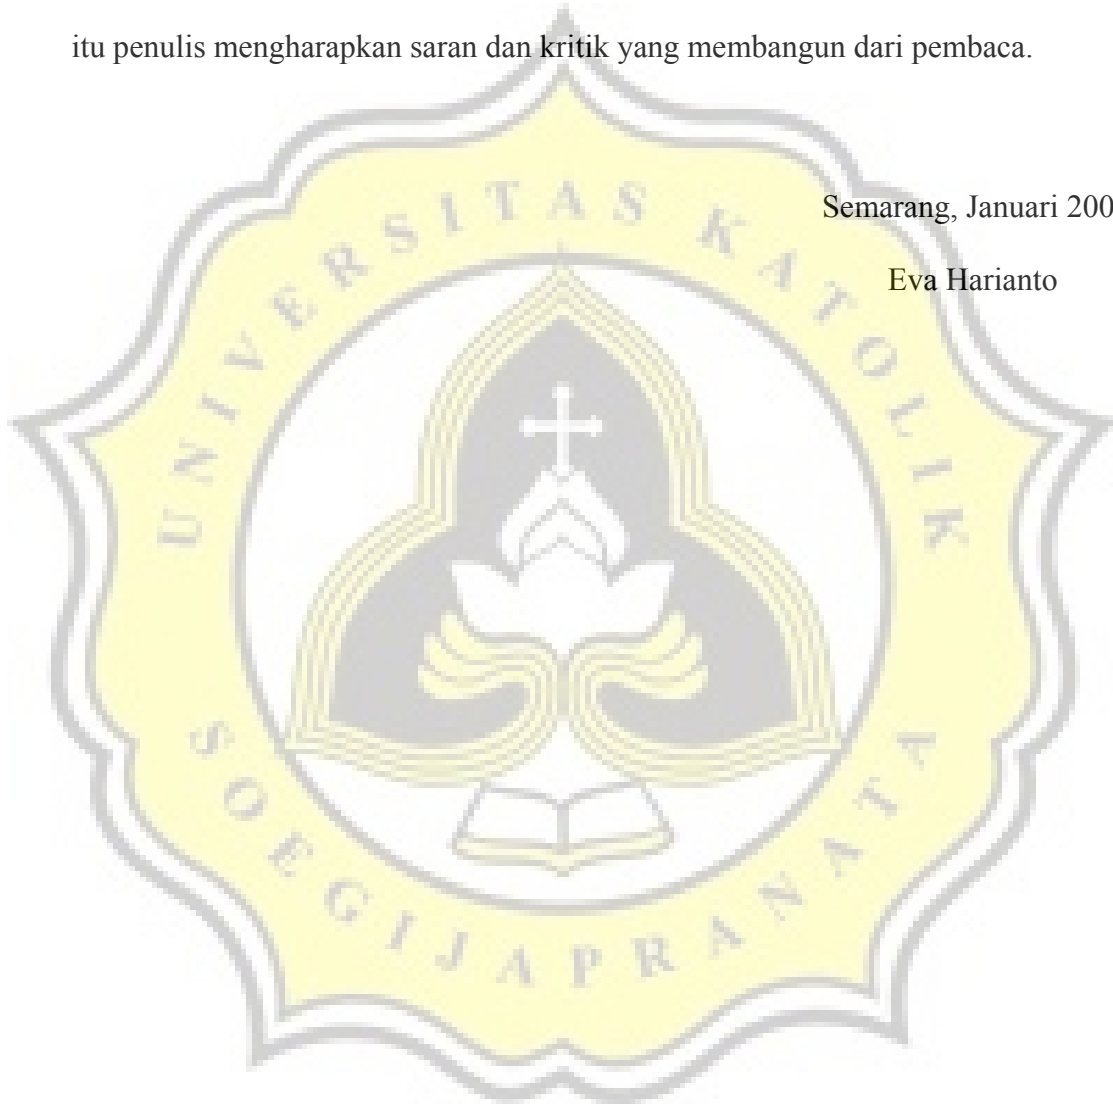 itu penulis mengharapkan saran dan kritik yang membangun dari pembaca.
Semarang, Januari 200
Eva Harianto
UNIVERSITAS KATOLIK
SOEGIJAPRANATA